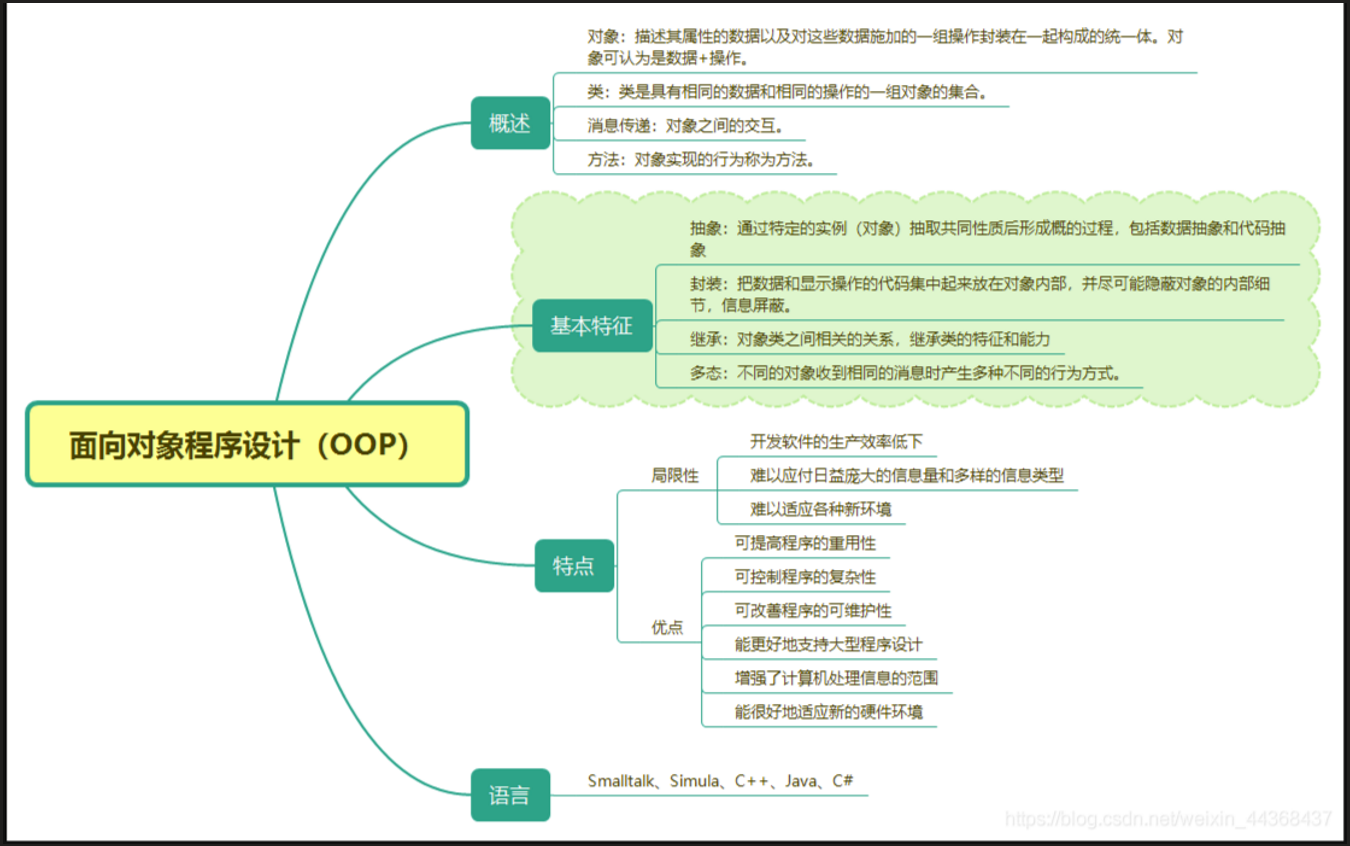 对象：描述其属性的数据以及对这些数据施加的一组操作封装在一起构成的统一体。对
象可认为是数据+操作。
类：类是具有相同的数据和相同的操作的一组对象的集合。
概述
消息传递：对象之间的交互。
方法：对象实现的行为称为方法。
抽象：通过特定的实例（对象）抽取共同性质后形成概的过程，包括数据抽象和代码抽
象
封装：把数据和显示操作的代码集中起来放在对象内部，并尽可能隐蔽对象的内部细
节，信息屏蔽。
基本特征
继承：对象类之间相关的关系，继承类的特征和能力
多态：不同的对象收到相同的消息时产生多种不同的行为方式。
面向对象程序设计（OOP）
开发软件的生产效率低下
局限性
难以应付日益庞大的信息量和多样的信息类型
难以适应各种新环境
特点
可提高程序的重用性
可控制程序的复杂性
可改善程序的可维护性
优点
能更好地支持大型程序设计
增强了计算机处理信息的范围
能很好地适应新的硬件环境
语言
Smalltalk、Simula、C++、Java、C#
https://blog.csdn.net/weixin_44368437